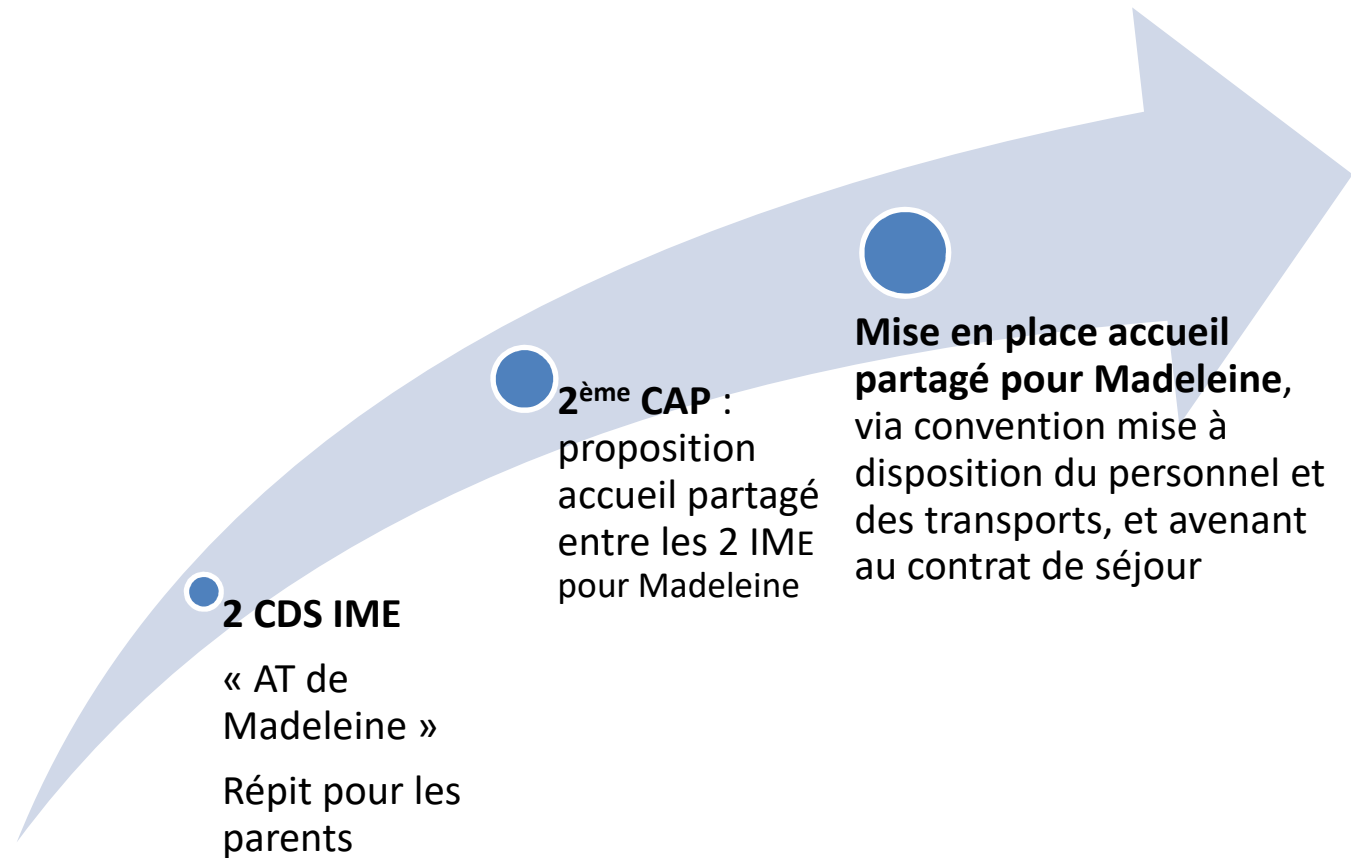 2 CDS IME
« AT de
Madeleine »
Répit pour les
parents
2ème CAP :
proposition
accueil partagé
entre les 2 IME
pour Madeleine
Mise en place accueil
partagé pour Madeleine,
via convention mise à
disposition du personnel et
des transports, et avenant
au contrat de séjour